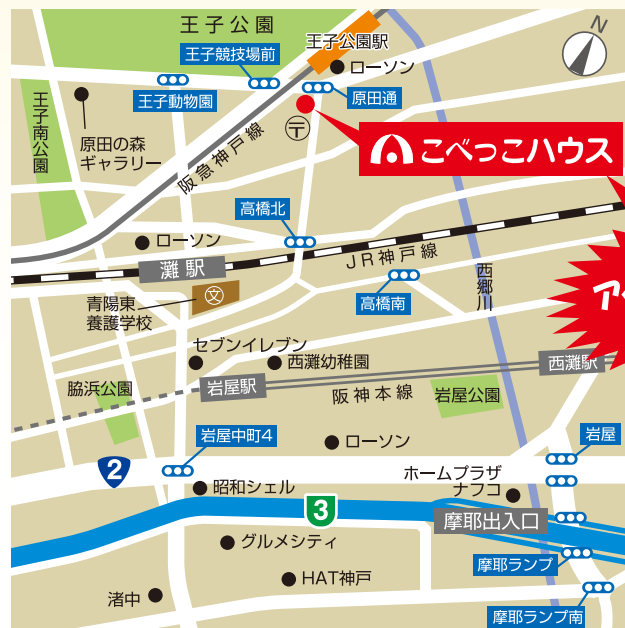 王子公園
N
王子公園駅
王子競技場前
ローソン
王子動物園
原田通
王子南公園
原田の森
ギャラリー
〒
こべっこハウス
阪急神戸線
高橋北
ローソン
JR神戸線
灘駅
西郷川
高橋南
文
青陽東
養護学校
セブンイレブン
西灘幼稚園
西灘駅
脇浜公園
岩屋駅
阪神本線
岩屋公園
岩屋中町4
ローソン
岩屋
2
ホームプラザ
ナフコ
昭和シェル
3
摩耶出入口
グルメシティ
摩耶ランプ
HAT神戸
渚中
摩耶ランプ南